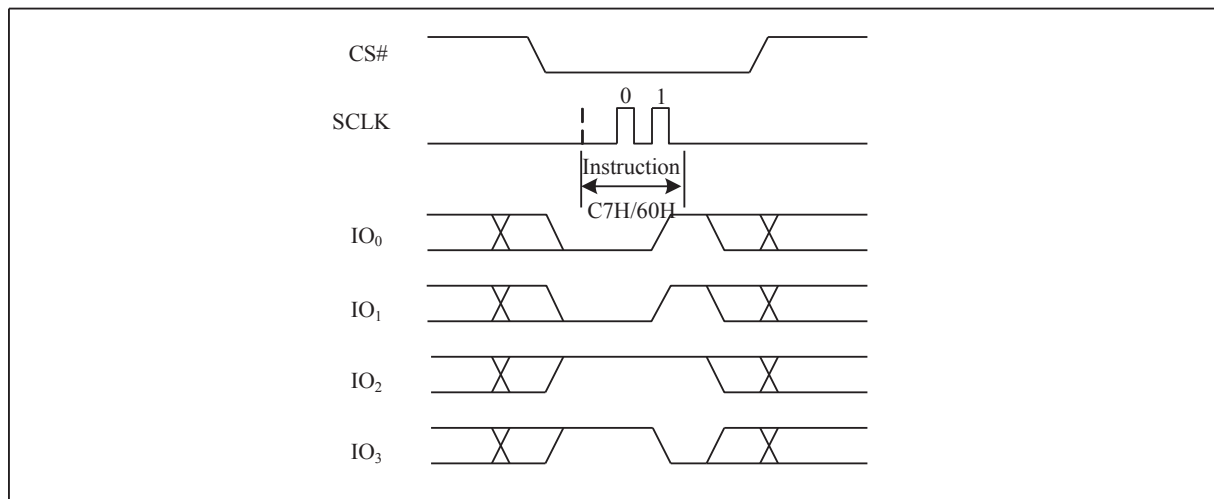 CS#
0 1
SCLK
Instruction
C7H/60H
IO₀
IO₁
IO₂
IO₃